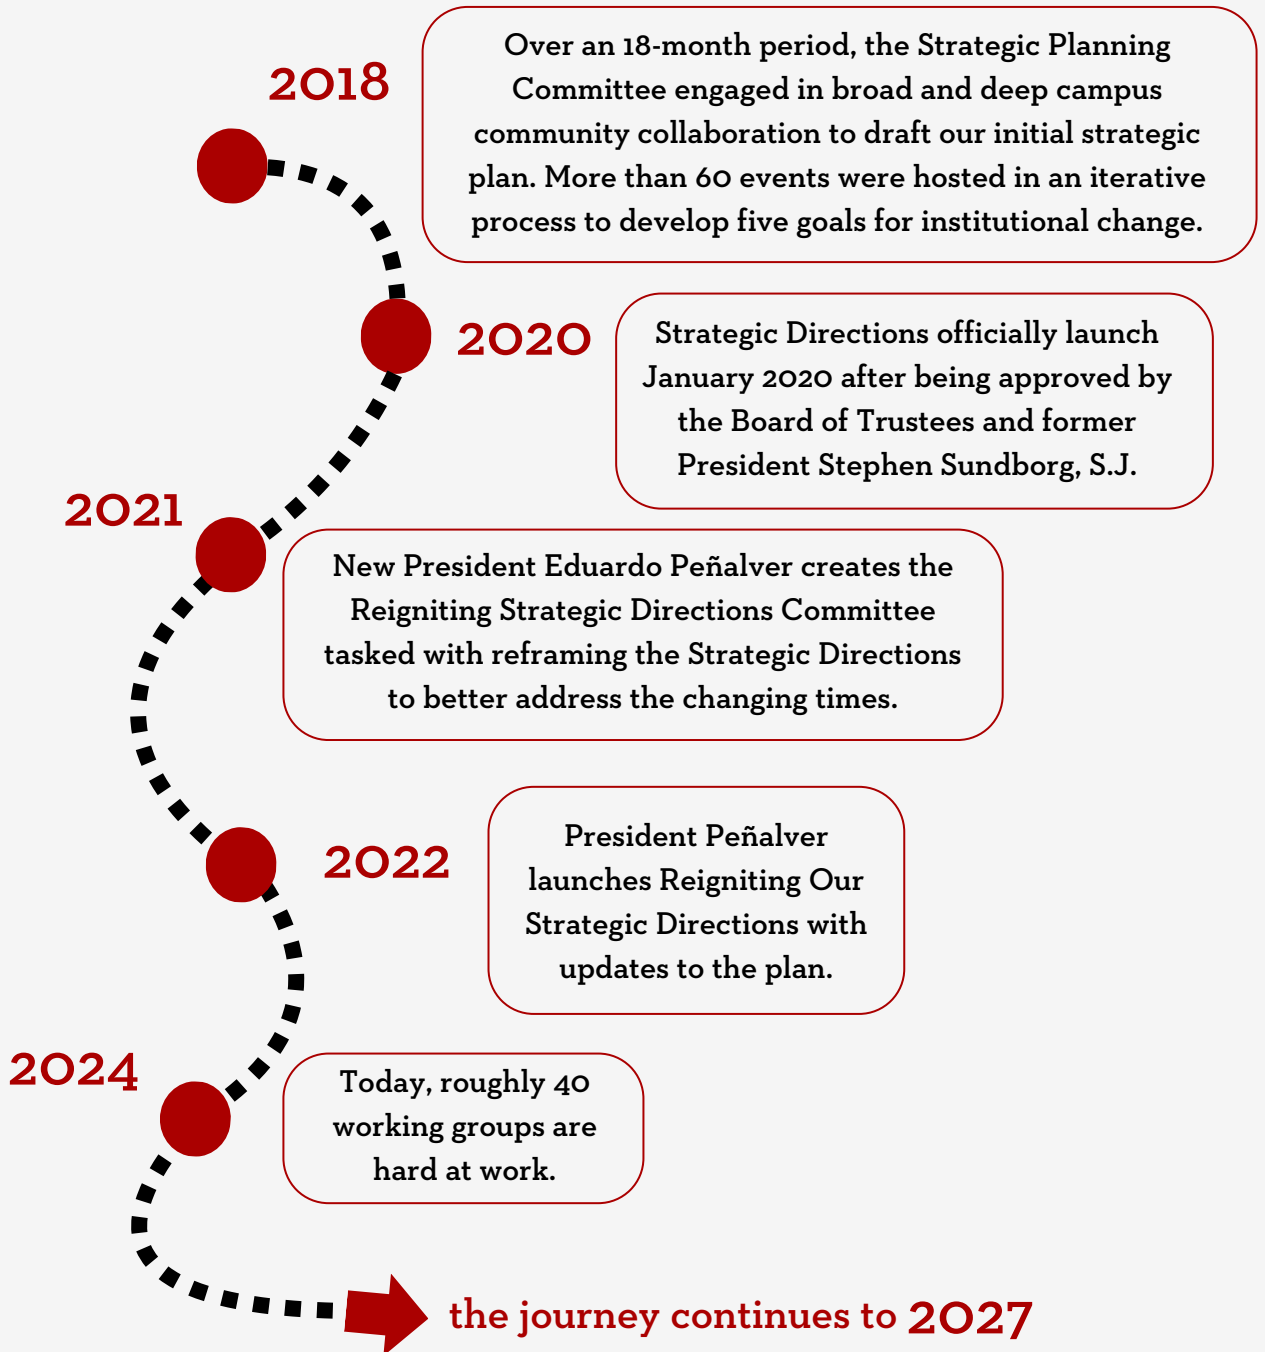 2018
Over an 18-month period, the Strategic Planning
Committee engaged in broad and deep campus
community collaboration to draft our initial strategic
plan. More than 60 events were hosted in an iterative
process to develop five goals for institutional change.
2020
Strategic Directions officially launch
January 2020 after being approved by
the Board of Trustees and former
President Stephen Sundborg, S.J.
2021
New President Eduardo Peñalver creates the
Reigniting Strategic Directions Committee
tasked with reframing the Strategic Directions
to better address the changing times.
2022
President Peñalver
launches Reigniting Our
Strategic Directions with
updates to the plan.
2024
Today, roughly 40
working groups are
hard at work.
the journey continues to 2027